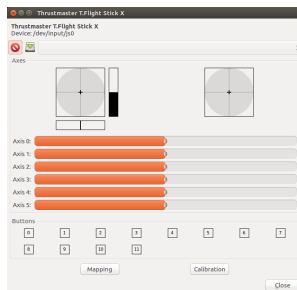 Thrustmaster T.Flight Stick X
Thrustmaster T.Flight Stick X
Device: /dev/input/js0
Axes
Axis 0:
Axis 1:
Axis 2:
Axis 3:
Axis 4:
Axis 5:
Buttons
0 1 2 3 4 5 6 7
8 9 10 11
Mapping Calibration
Close